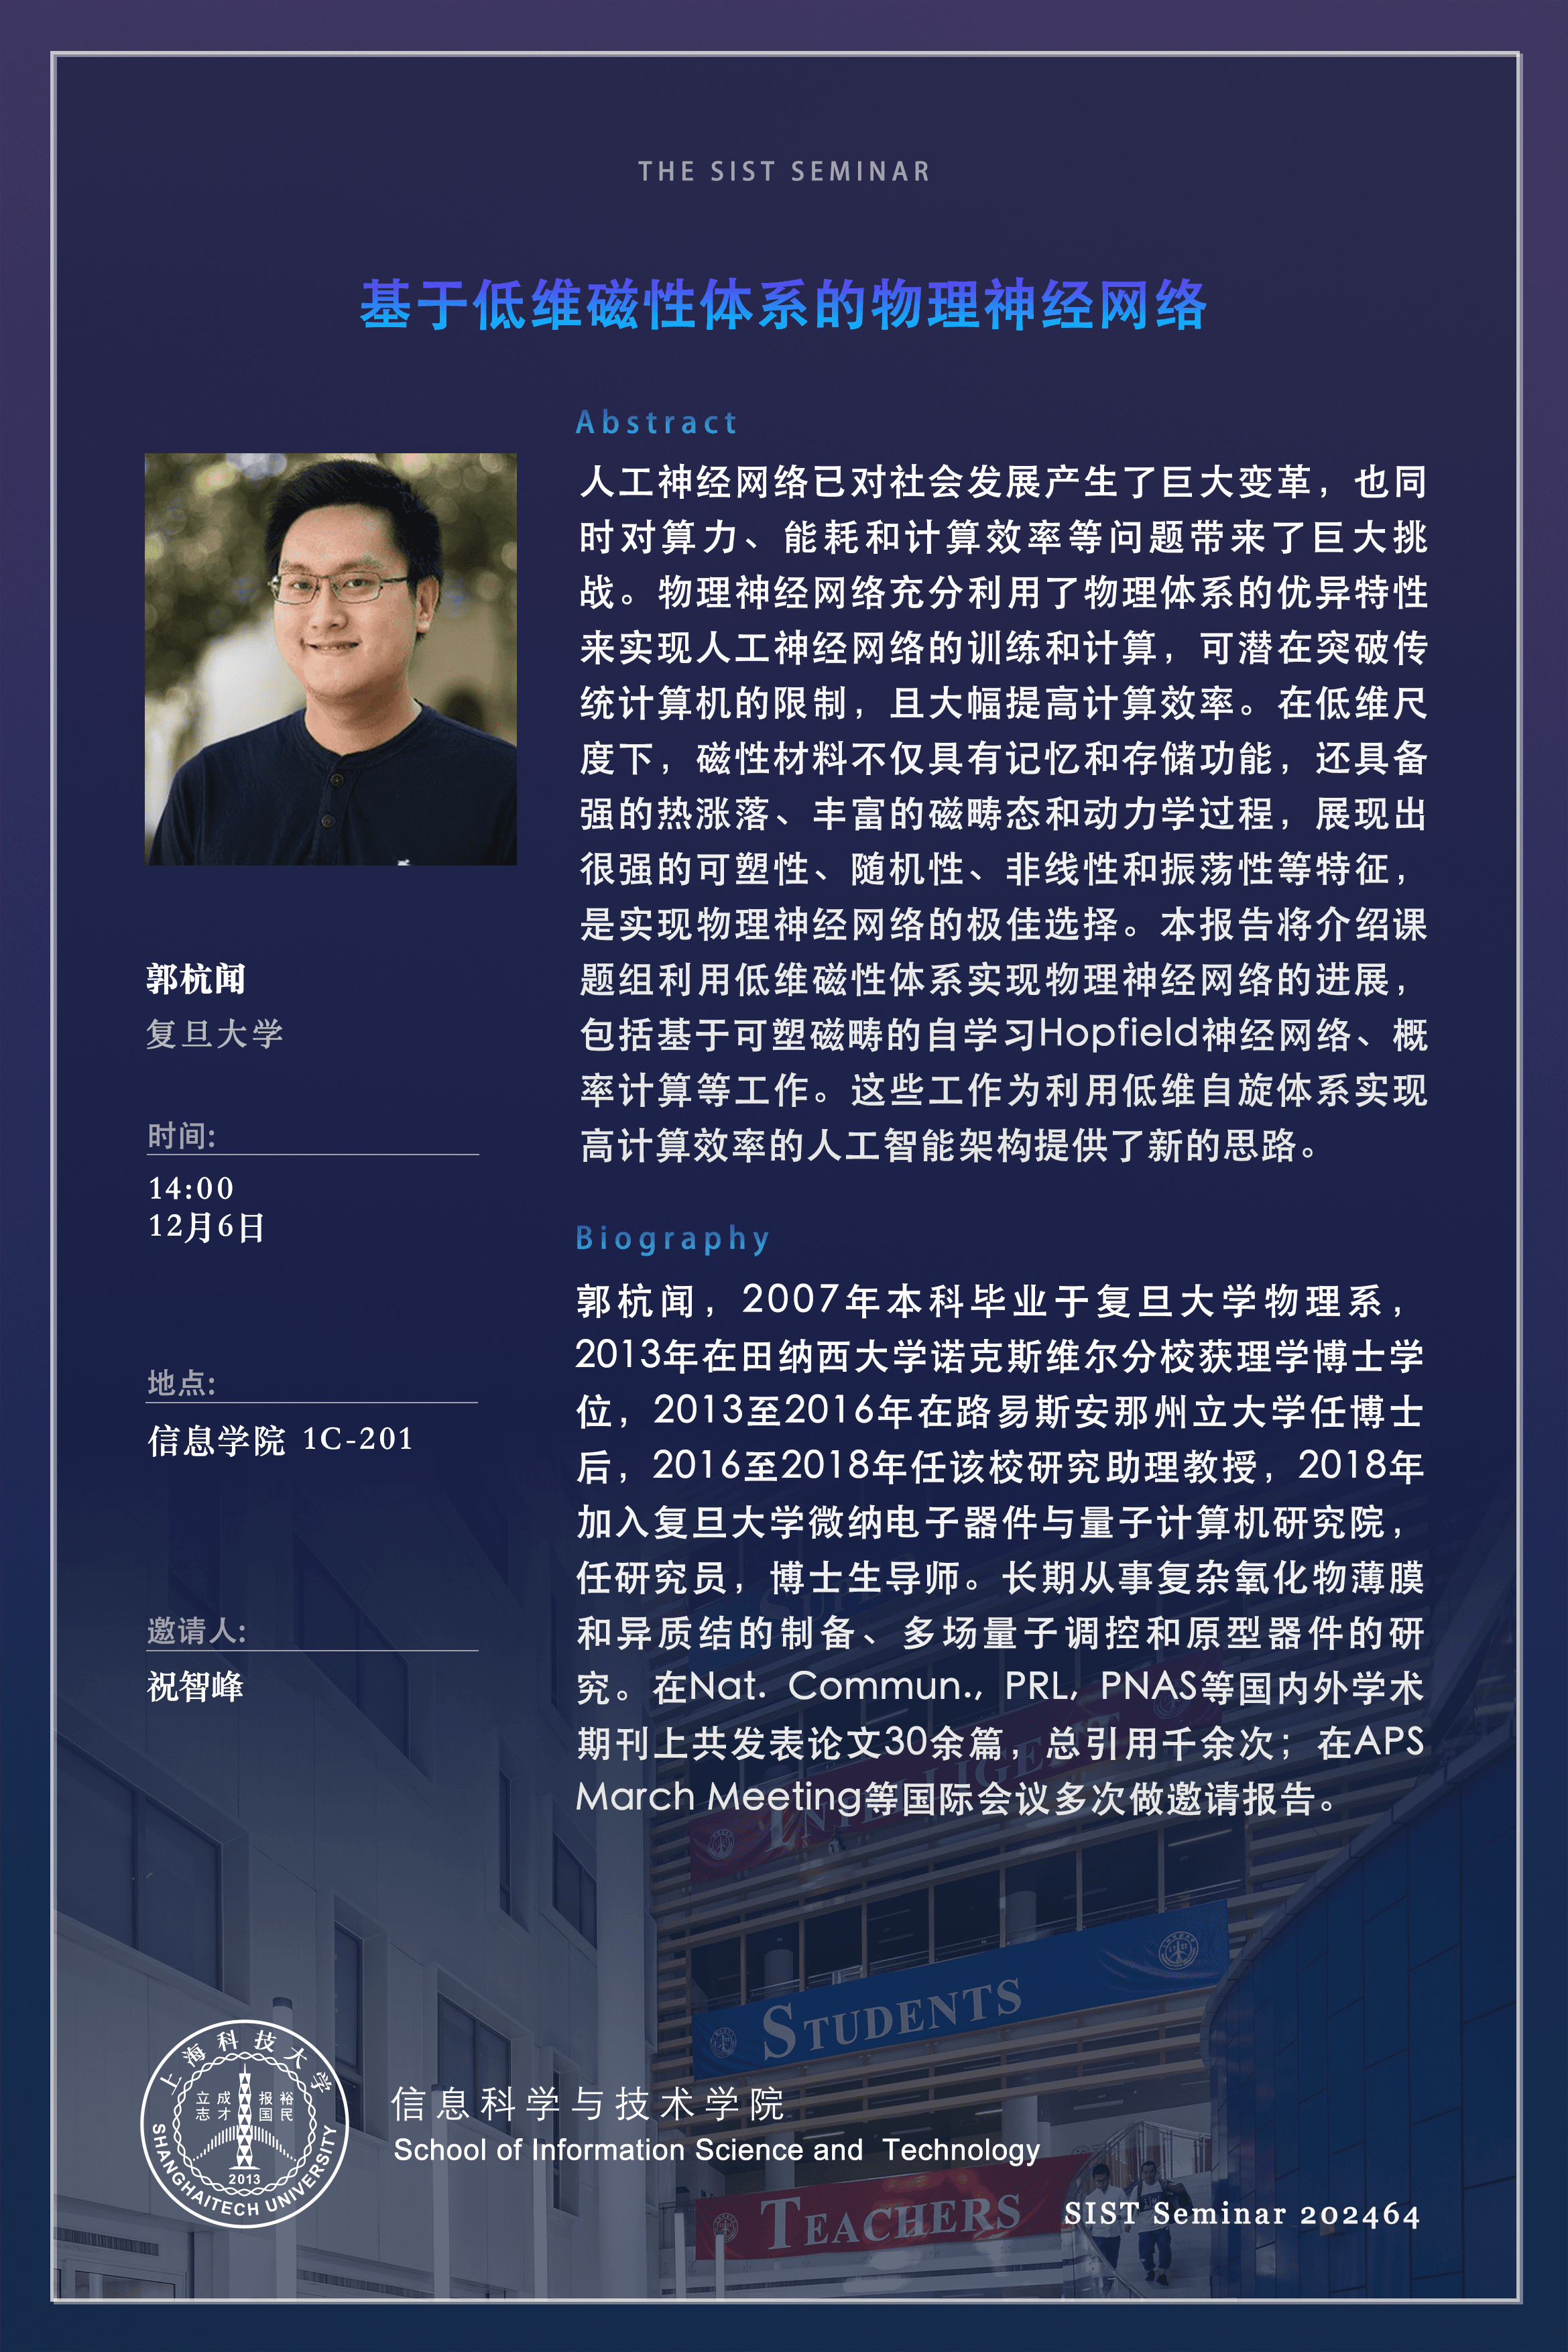 THE SIST SEMINAR
基于低维磁性体系的物理神经网络
Abstract
人工神经网络已对社会发展产生了巨大变革，也同
时对算力、能耗和计算效率等问题带来了巨大挑
战。物理神经网络充分利用了物理体系的优异特性
来实现人工神经网络的训练和计算，可潜在突破传
统计算机的限制，且大幅提高计算效率。在低维尺
度下，磁性材料不仅具有记忆和存储功能，还具备
强的热涨落、丰富的磁畴态和动力学过程，展现出
很强的可塑性、随机性、非线性和振荡性等特征，
是实现物理神经网络的极佳选择。本报告将介绍课
题组利用低维磁性体系实现物理神经网络的进展，
包括基于可塑磁畴的自学习Hopfield神经网络、概
率计算等工作。这些工作为利用低维自旋体系实现
高计算效率的人工智能架构提供了新的思路。
郭杭闻
复旦大学
时间:
14:00
12月6日
地点:
信息学院 1C-201
邀请人:
祝智峰
Biography
郭杭闻，2007年本科毕业于复旦大学物理系，
2013年在田纳西大学诺克斯维尔分校获理学博士学
位，2013至2016年在路易斯安那州立大学任博士
后，2016至2018年任该校研究助理教授，2018年
加入复旦大学微纳电子器件与量子计算机研究院，
任研究员，博士生导师。长期从事复杂氧化物薄膜
和异质结的制备、多场量子调控和原型器件的研
究。在Nat. Commun., PRL, PNAS等国内外学术
期刊上共发表论文30余篇，总引用千余次；在APS
March Meeting等国际会议多次做邀请报告。
INTELLIGENT
STUDENTS
TEACHERS
上海科技大学
立成 报裕
志才 国民
2013
SHANGHAITECH UNIVERSITY
信息科学与技术学院
School of Information Science and Technology
SIST Seminar 202464